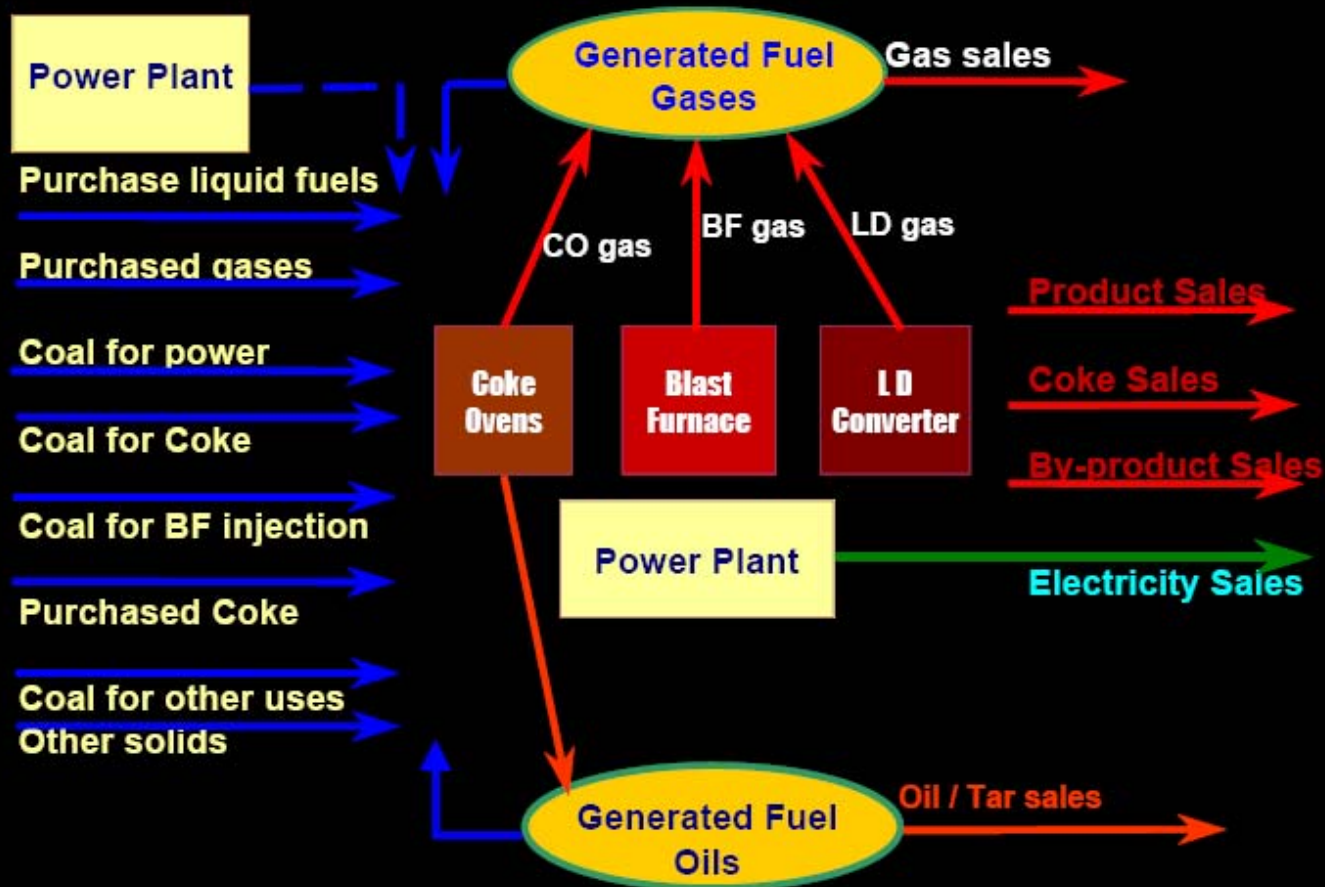 Power Plant
Generated Fuel
Gases
Gas sales
Purchase liquid fuels
Purchased gases
Coal for power
Coal for Coke
Coal for BF injection
Purchased Coke
Coal for other uses
Other solids
CO gas
BF gas
LD gas
Coke
Ovens
Blast
Furnace
L D
Converter
Power Plant
Product Sales
Coke Sales
By-product Sales
Electricity Sales
Generated Fuel
Oils
Oil / Tar sales